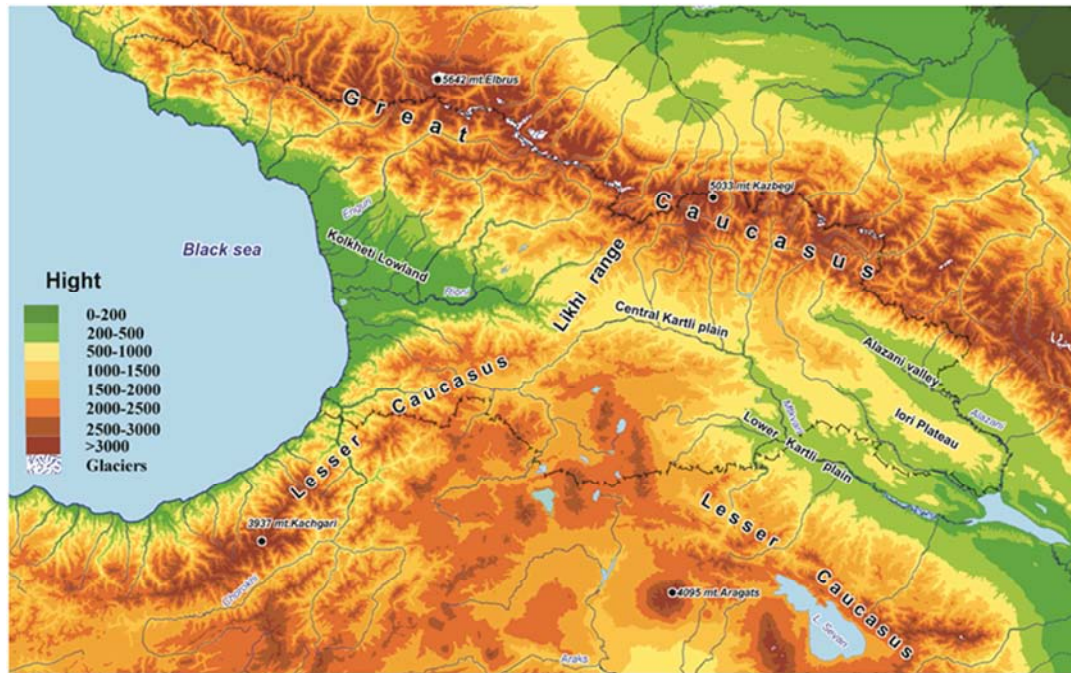 5642 mt.Elbrus
Great
5033 mt.Kazbegi
Caucasus
Enguri
Kolkheti Lowland
Black sea
Rioni
Likhi range
Central Kartli plain
Hight
0-200
200-500
500-1000
1000-1500
1500-2000
2000-2500
2500-3000
>3000
Glaciers
Alazani valley
Alazani
Iori Plateau
Mtkvari
Lower Kartli plain
Lesser Caucasus
3937 mt.Kachgari
Lesser Caucasus
4095 mt.Aragats
L. Sevan
Araks